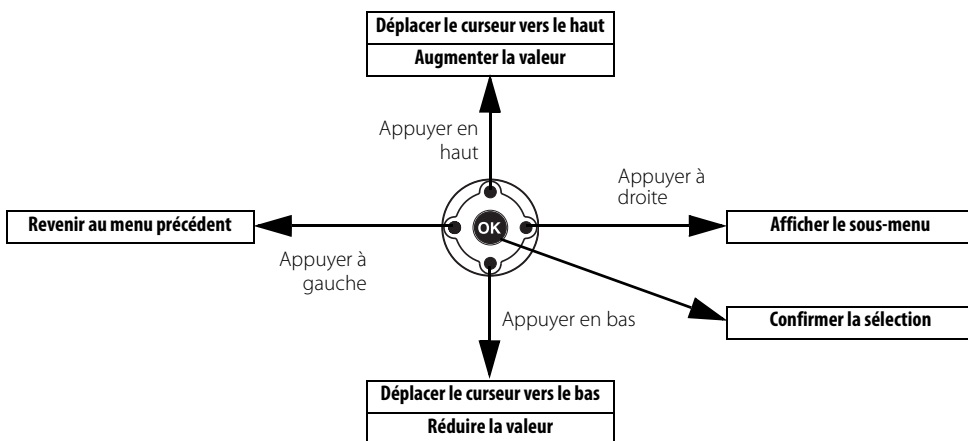 Déplacer le curseur vers le haut
Augmenter la valeur
Appuyer en
haut
Appuyer à
droite
Revenir au menu précédent
OK
Afficher le sous-menu
Appuyer à
gauche
Appuyer en bas
Confirmer la sélection
Déplacer le curseur vers le bas
Réduire la valeur